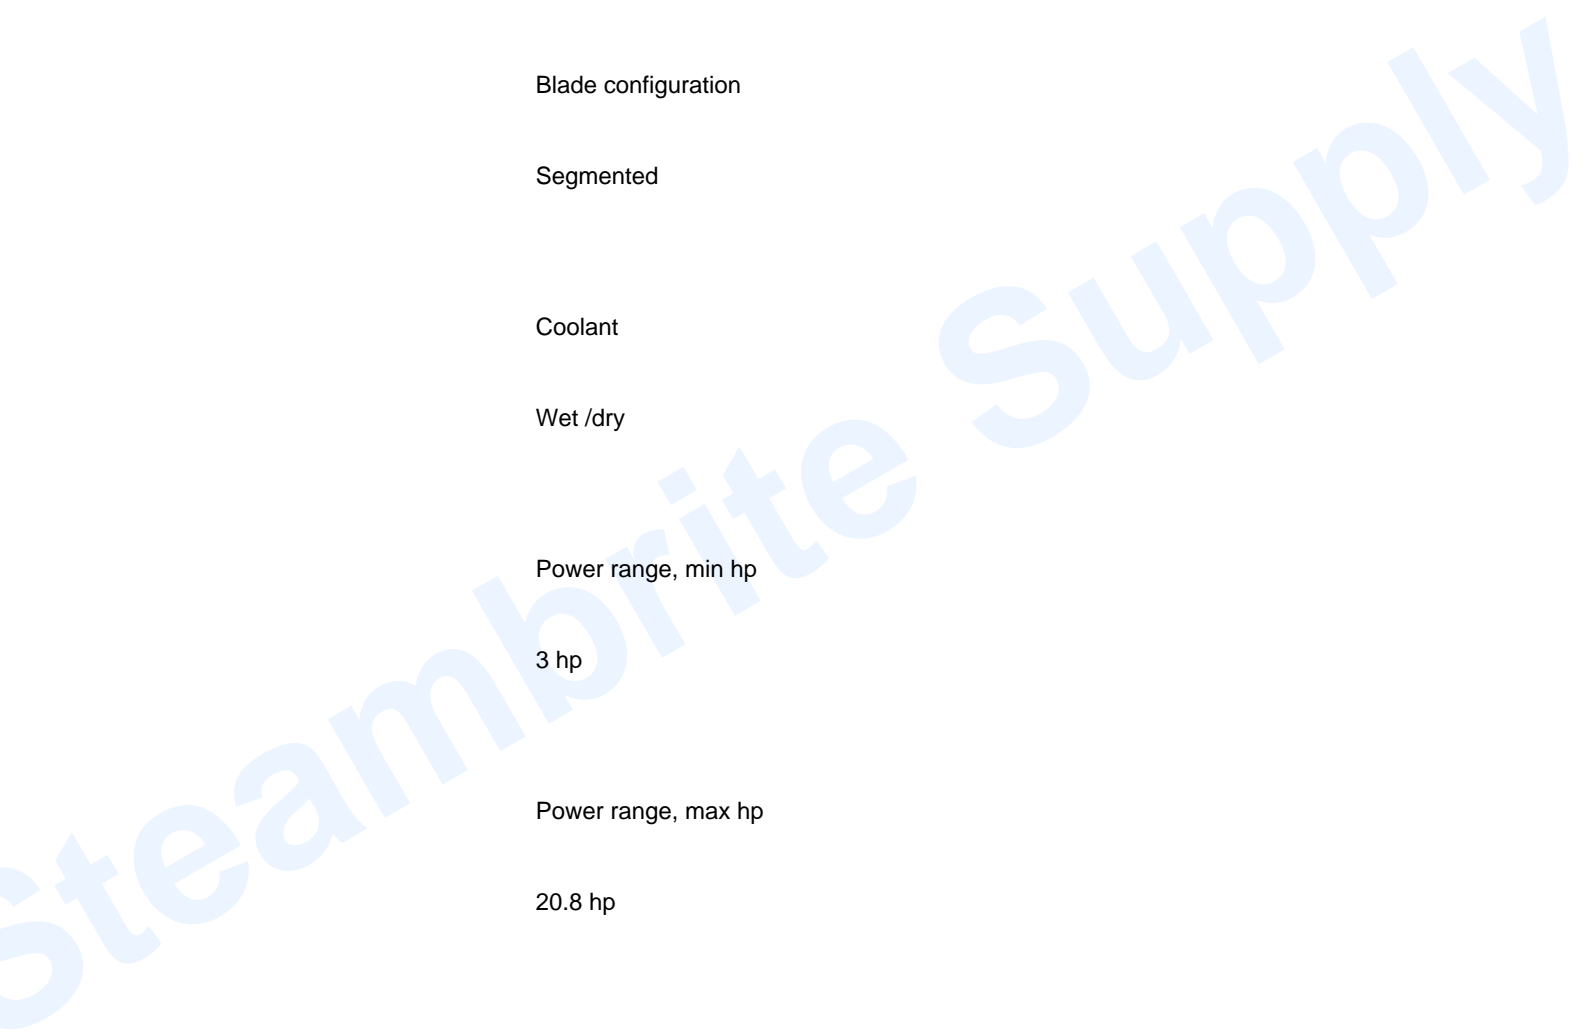 Blade configuration
Segmented
Coolant
Wet /dry
Power range, min hp
3 hp
Power range, max hp
20.8 hp
Steambrite Supply